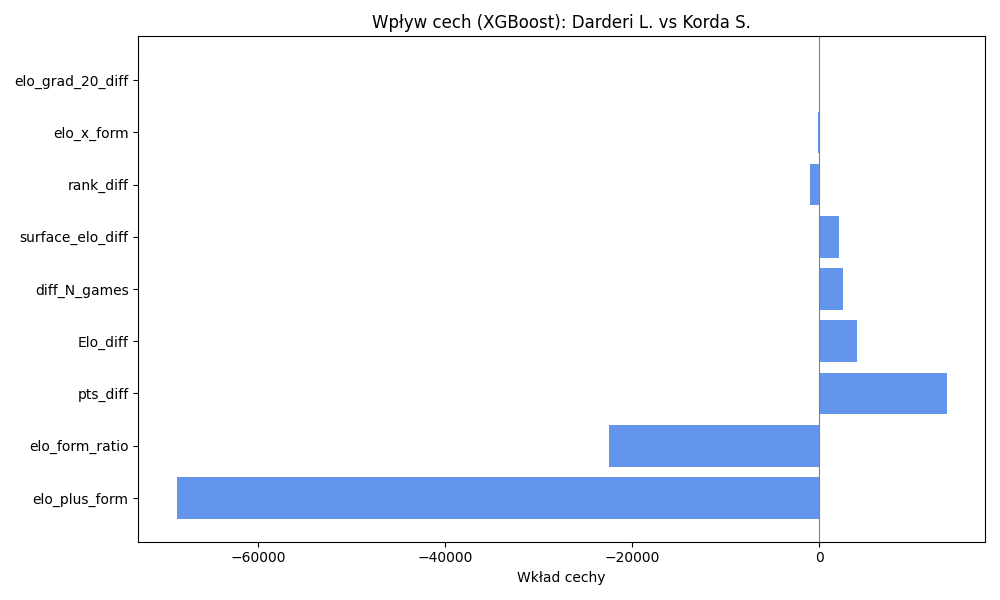 Wpływ cech (XGBoost): Darderi L. vs Korda S.
elo_grad_20_diff
elo_x_form
rank_diff
surface_elo_diff
diff_N_games
Elo_diff
pts_diff
elo_form_ratio
elo_plus_form
−60000 −40000 −20000 0
Wkład cechy